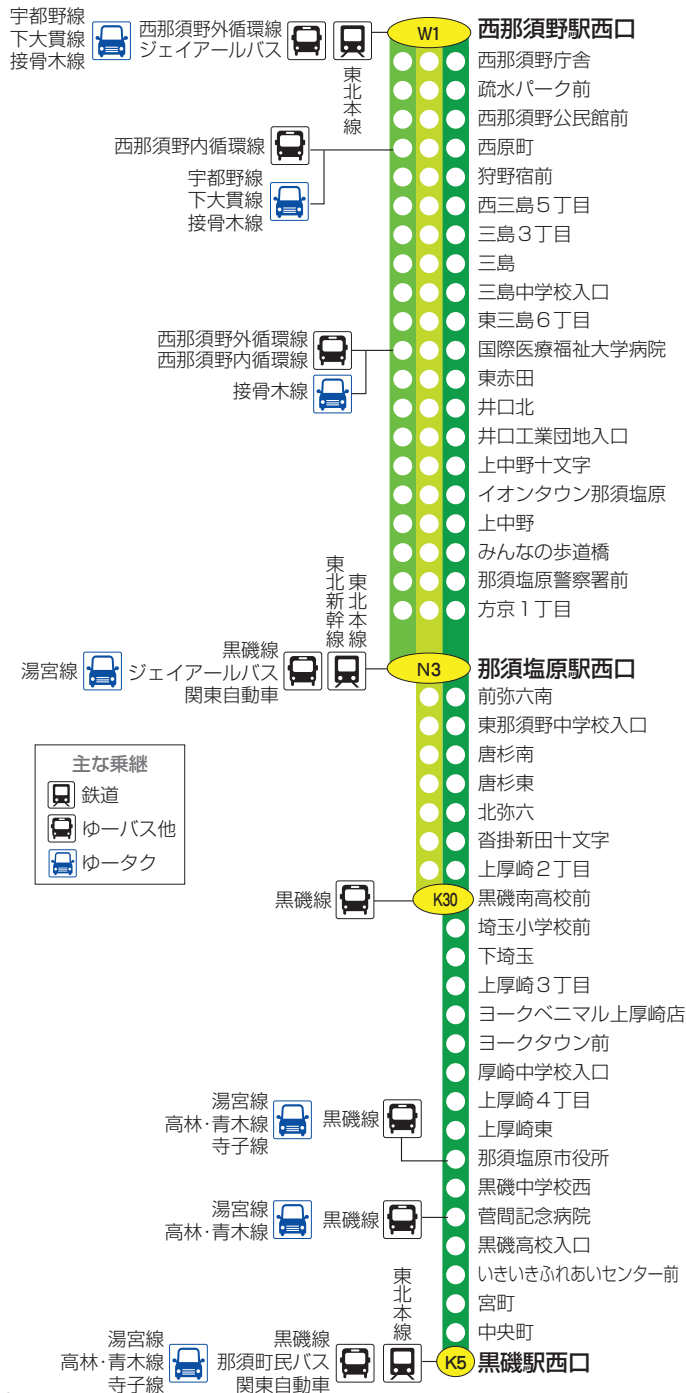 宇都野線
下大貫線
接骨木線
西那須野外循環線
ジェイアールバス
東北本線
W1
西那須野駅西口
西那須野庁舎
疏水パーク前
西那須野公民館前
西那須野内循環線
西原町
宇都野線
下大貫線
接骨木線
狩野宿前
西三島5丁目
三島3丁目
三島
三島中学校入口
東三島6丁目
西那須野外循環線
西那須野内循環線
国際医療福祉大学病院
接骨木線
東赤田
井口北
井口工業団地入口
上中野十文字
イオンタウン那須塩原
上中野
みんなの歩道橋
那須塩原警察署前
方京1丁目
東北新幹線
東北本線
湯宮線
黒磯線
ジェイアールバス
関東自動車
N3
那須塩原駅西口
前弥六南
東那須野中学校入口
唐杉南
唐杉東
北弥六
沓掛新田十文字
上厚崎2丁目
主な乗継
鉄道
ゆーバス他
ゆータク
黒磯線
K30
黒磯南高校前
埼玉小学校前
下埼玉
上厚崎3丁目
ヨークベニマル上厚崎店
ヨークタウン前
厚崎中学校入口
上厚崎4丁目
上厚崎東
湯宮線
高林・青木線
寺子線
黒磯線
那須塩原市役所
黒磯中学校西
湯宮線
高林・青木線
黒磯線
菅間記念病院
黒磯高校入口
いきいきふれあいセンター前
宮町
中央町
東北本線
湯宮線
高林・青木線
寺子線
黒磯線
那須町民バス
関東自動車
K5
黒磯駅西口